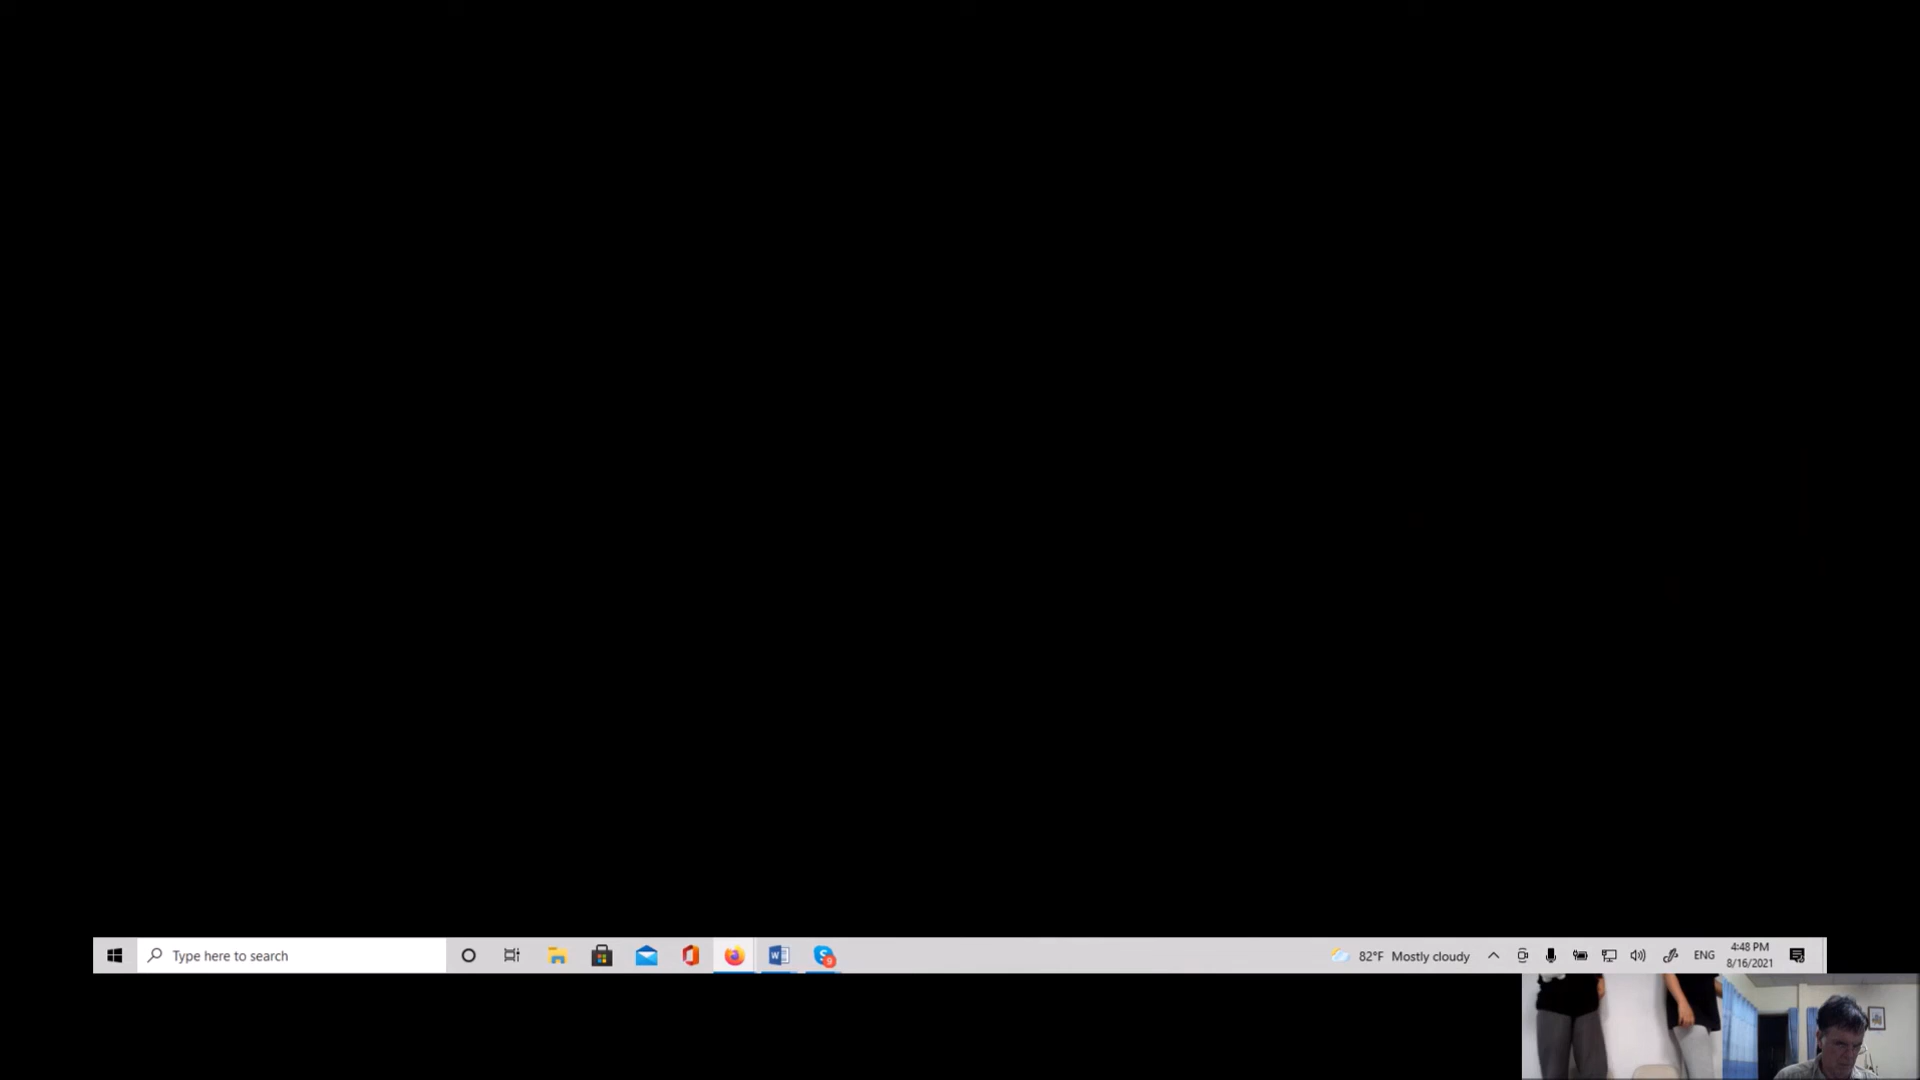 Type here to search
82°F Mostly cloudy
ENG
4:48 PM
8/16/2021